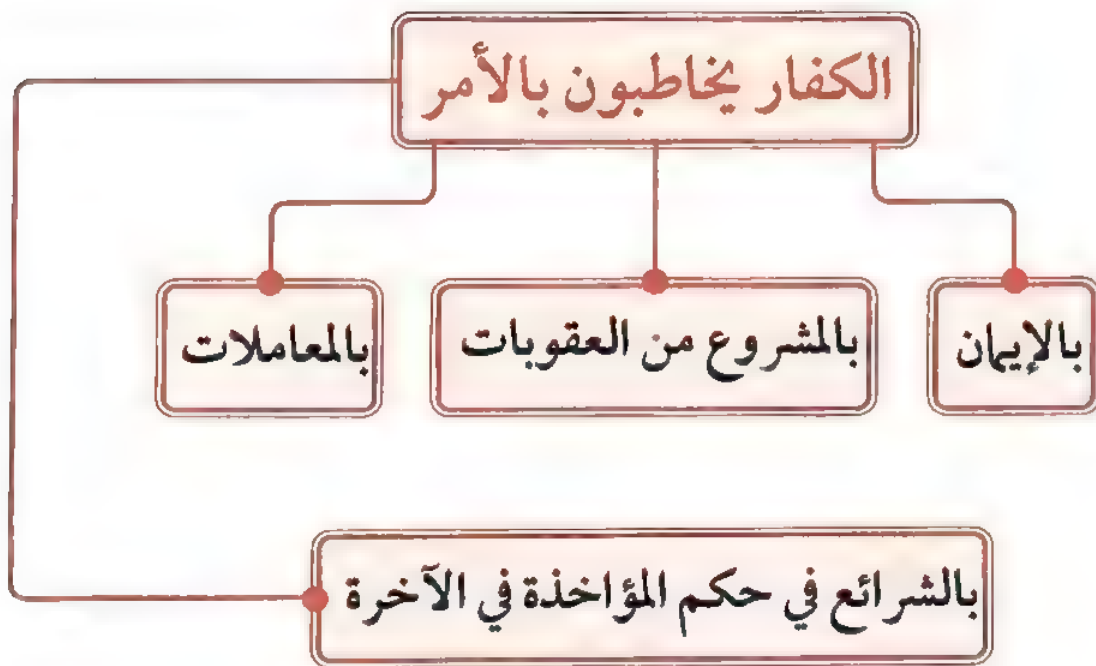 الكفار يخاطبون بالأمر
بالإيمان
بالمشروع من العقوبات
بالمعاملات
بالشرائع في حكم المؤاخذة في الآخرة